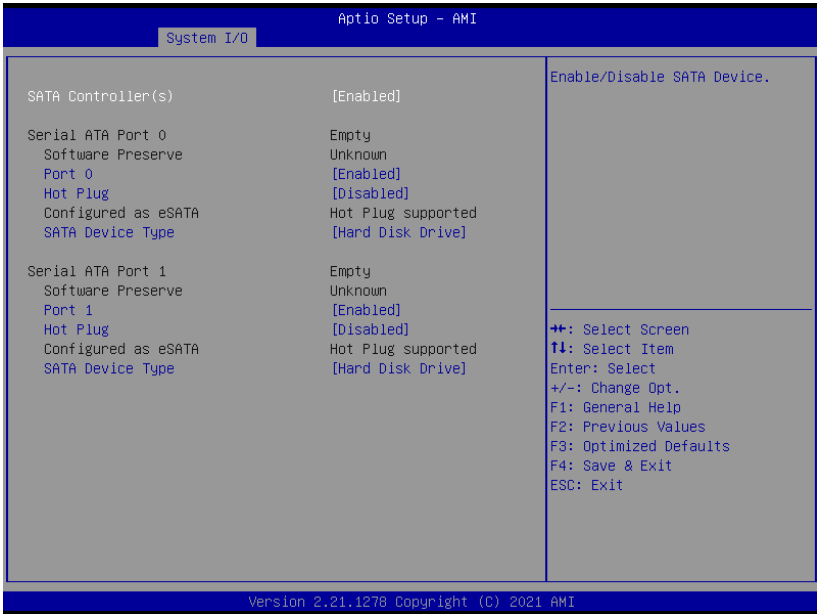 Aptio Setup – AMI
System I/O
SATA Controller(s) [Enabled]
Serial ATA Port 0 Empty
Software Preserve Unknown
Port 0 [Enabled]
Hot Plug [Disabled]
Configured as eSATA Hot Plug supported
SATA Device Type [Hard Disk Drive]
Serial ATA Port 1 Empty
Software Preserve Unknown
Port 1 [Enabled]
Hot Plug [Disabled]
Configured as eSATA Hot Plug supported
SATA Device Type [Hard Disk Drive]
Enable/Disable SATA Device.
→←: Select Screen
↑↓: Select Item
Enter: Select
+/-: Change Opt.
F1: General Help
F2: Previous Values
F3: Optimized Defaults
F4: Save & Exit
ESC: Exit
Version 2.21.1278 Copyright (C) 2021 AMI